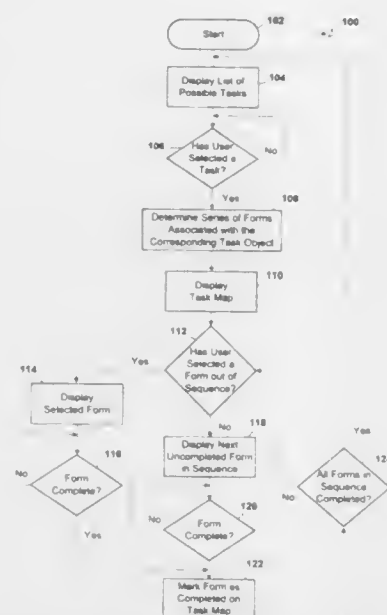 102
100
Start
104
Display List of
Possible Tasks
106
Has User
Selected a
Task?
No
Yes
108
Determine Series of Forms
Associated with the
Corresponding Task Object
110
Display
Task Map
112
Has User
Selected a
Form out of
Sequence?
Yes
No
114
Display
Selected Form
116
Form
Complete?
No
Yes
118
Display Next
Uncompleted Form
in Sequence
120
Form
Complete?
No
122
Mark Form as
Completed on
Task Map
Yes
All Forms in
Sequence
Completed?
No